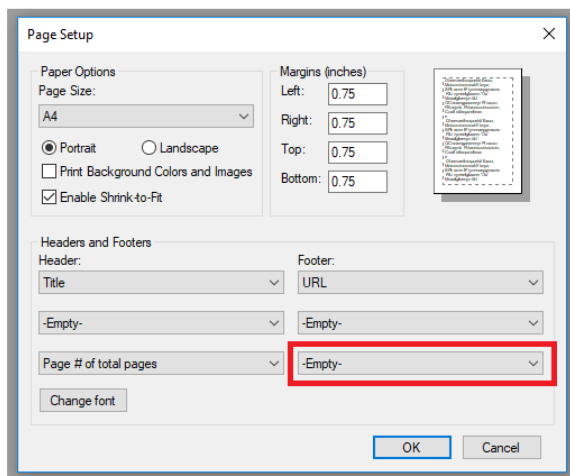 Page Setup
Paper Options
Page Size:
A4
Portrait
Landscape
Print Background Colors and Images
Enable Shrink-to-Fit
Margins (inches)
Left: 0.75
Right: 0.75
Top: 0.75
Bottom: 0.75
Headers and Footers
Header:
Footer:
Title
URL
-Empty-
-Empty-
Page # of total pages
-Empty-
Change font
OK
Cancel